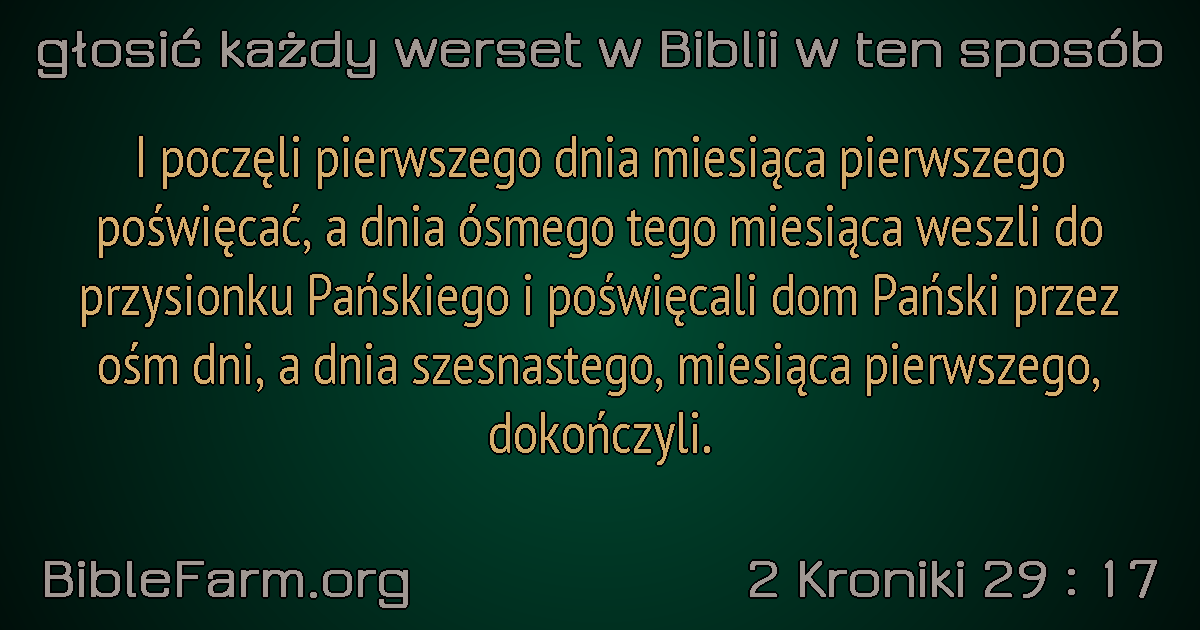 głosić każdy werset w Biblii w ten sposób
I poczęli pierwszego dnia miesiąca pierwszego
poświęcać, a dnia ósmego tego miesiąca weszli do
przysionku Pańskiego i poświęcali dom Pański przez
ośm dni, a dnia szesnastego, miesiąca pierwszego,
dokończyli.
BibleFarm.org
2 Kroniki 29 : 17